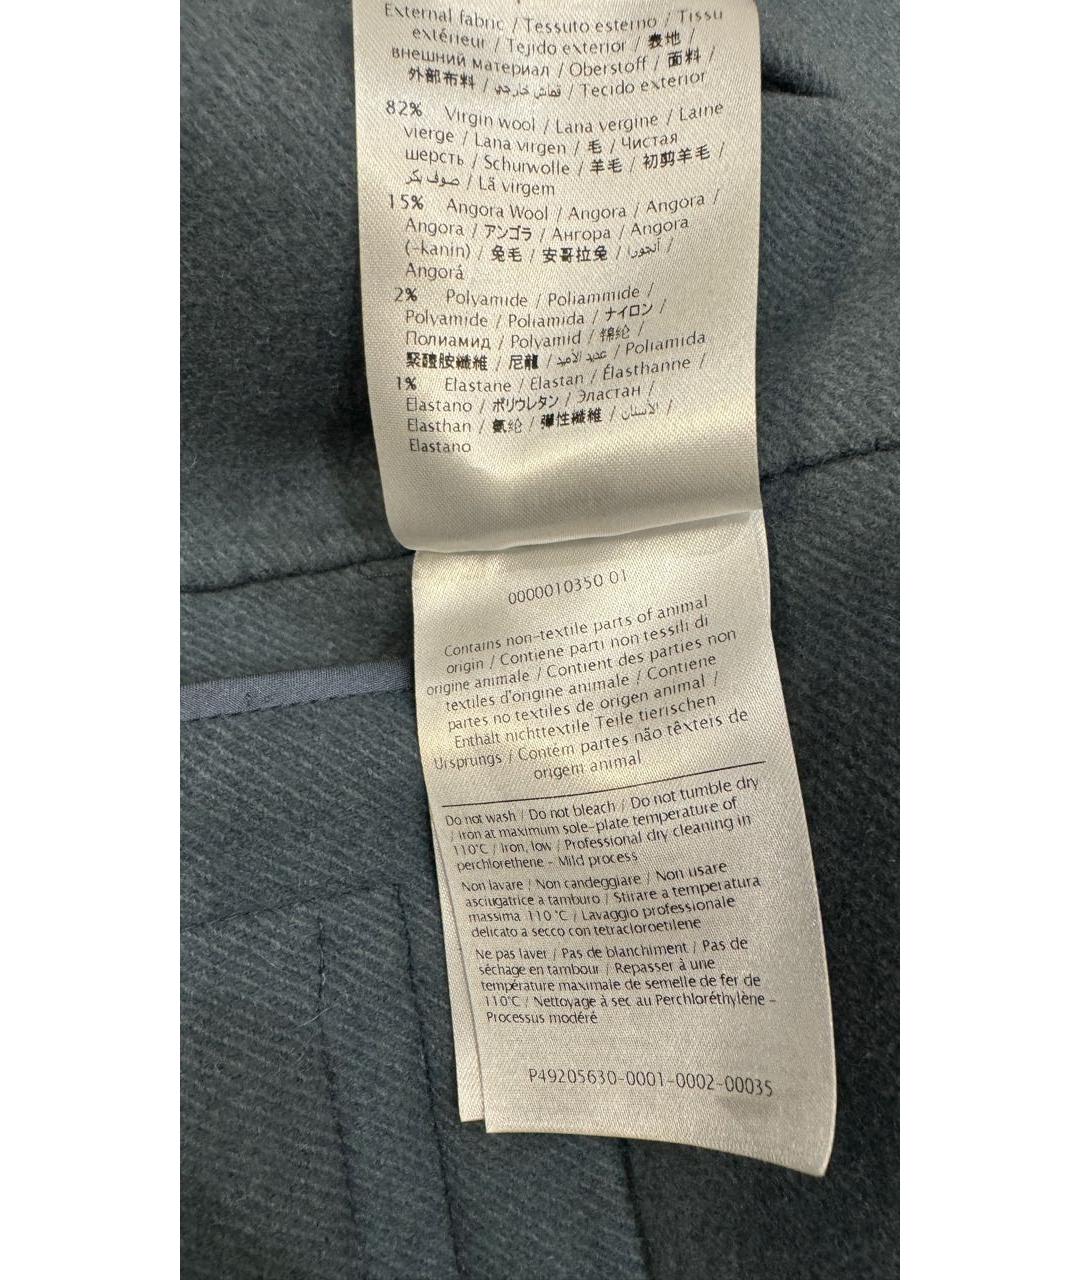 External fabric / Tessuto esterno / Tissu
extérieur / Tejido exterior / 表地 /
внешний материал / Oberstoff / 面料 /
外部布料 / قماش خارجي / Tecido exterior
82% Virgin wool / Lana vergine / Laine
vierge / Lana virgen / 毛 / Чистая
шерсть / Schurwolle / 羊毛 / 初剪羊毛 /
صوف بكر / Lã virgem
15% Angora Wool / Angora / Angora /
Angora / アンゴラ / Ангора / Angora
(-kanin) / 兔毛 / 安哥拉兔 / أنجورا /
Angorá
2% Polyamide / Poliammide /
Polyamide / Poliamida / ナイロン /
Полиамид / Polyamid / 锦纶 /
聚醯胺纖維 / 尼龍 / عديد الأميد / Poliamida
1% Elastane / Elastan / Élasthanne /
Elastano / ポリウレタン / Эластан /
Elasthan / 氨纶 / 彈性纖維 / الاستان /
Elastano
0000010350 01
Contains non-textile parts of animal
origin / Contiene parti non tessili di
origine animale / Contient des parties non
textiles d'origine animale / Contiene
partes no textiles de origen animal /
Enthält nichttextile Teile tierischen
Ursprungs / Contém partes não têxteis de
origem animal
Do not wash / Do not bleach / Do not tumble dry
/ Iron at maximum sole-plate temperature of
110°C / Iron, low / Professional dry cleaning in
perchlorethene - Mild process
Non lavare / Non candeggiare / Non usare
asciugatrice a tamburo / Stirare a temperatura
massima 110 °C / Lavaggio professionale
delicato a secco con tetracloroetilene
Ne pas laver / Pas de blanchiment / Pas de
séchage en tambour / Repasser à une
température maximale de semelle de fer de
110°C / Nettoyage à sec au Perchloréthylène -
Processus modéré
P49205630-0001-0002-00035